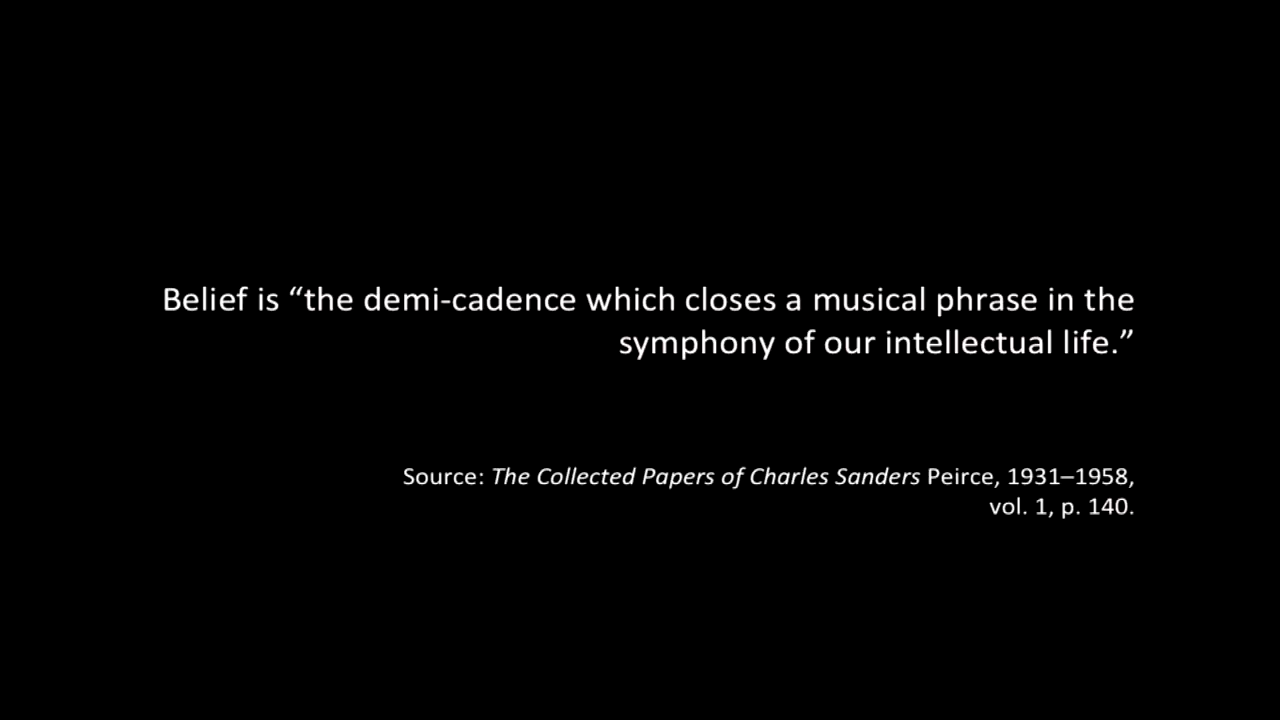 Belief is “the demi-cadence which closes a musical phrase in the
symphony of our intellectual life.”
Source: The Collected Papers of Charles Sanders Peirce, 1931–1958,
vol. 1, p. 140.